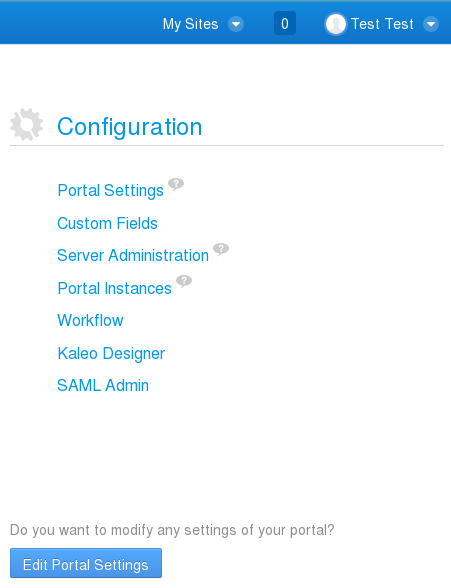 My Sites 0 Test Test
Configuration
Portal Settings ?
Custom Fields
Server Administration ?
Portal Instances ?
Workflow
Kaleo Designer
SAML Admin
Do you want to modify any settings of your portal?
Edit Portal Settings